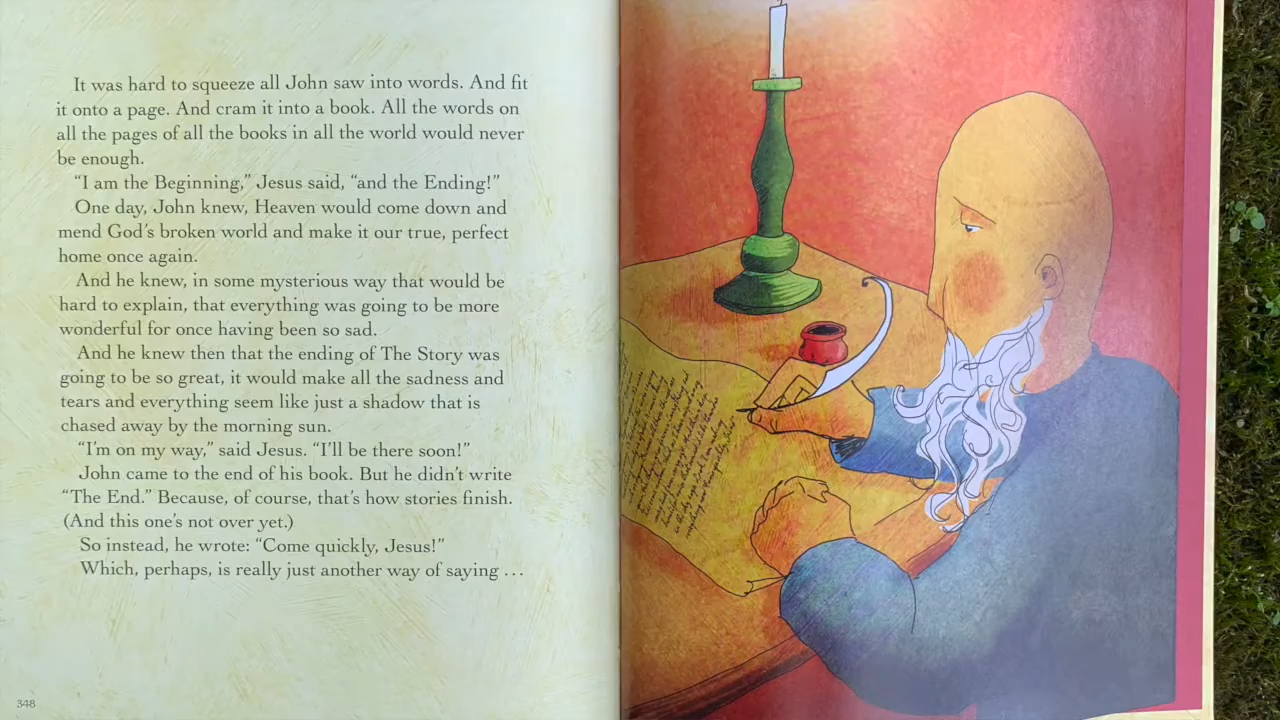 It was hard to squeeze all John saw into words. And fit
it onto a page. And cram it into a book. All the words on
all the pages of all the books in all the world would never
be enough.
“I am the Beginning,” Jesus said, “and the Ending!”
One day, John knew, Heaven would come down and
mend God’s broken world and make it our true, perfect
home once again.
And he knew, in some mysterious way that would be
hard to explain, that everything was going to be more
wonderful for once having been so sad.
And he knew then that the ending of The Story was
going to be so great, it would make all the sadness and
tears and everything seem like just a shadow that is
chased away by the morning sun.
“I’m on my way,” said Jesus. “I’ll be there soon!”
John came to the end of his book. But he didn’t write
“The End.” Because, of course, that’s how stories finish.
(And this one’s not over yet.)
So instead, he wrote: “Come quickly, Jesus!”
Which, perhaps, is really just another way of saying ...
348